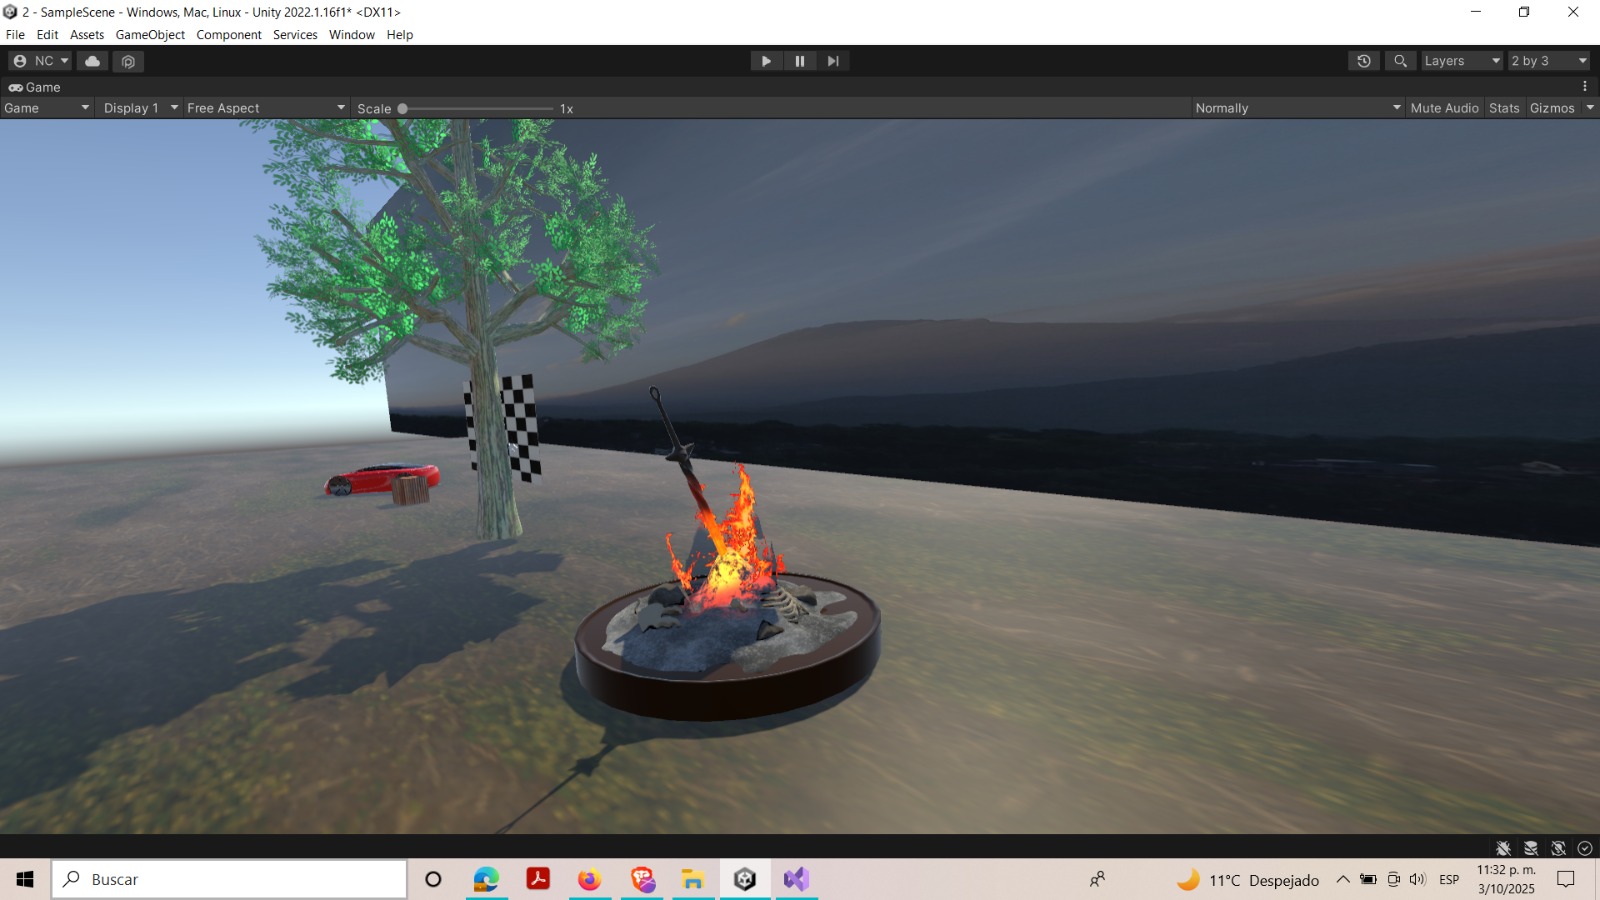 2 - SampleScene - Windows, Mac, Linux - Unity 2022.1.16f1* <DX11>
File Edit Assets GameObject Component Services Window Help
NC Layers 2 by 3
Game
Game Display 1 Free Aspect Scale 1x Normally Mute Audio Stats Gizmos
Buscar 11°C Despejado ESP 11:32 p. m.
3/10/2025